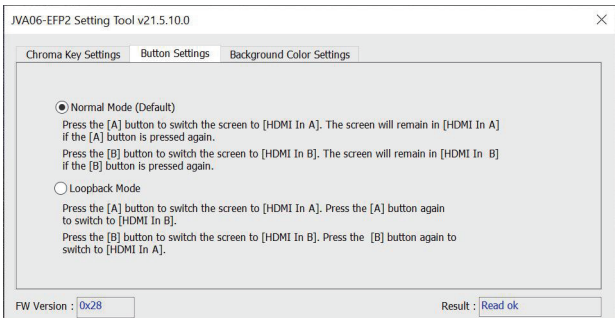 JVA06-EFP2 Setting Tool v21.5.10.0
Chroma Key Settings Button Settings Background Color Settings
Normal Mode (Default)
Press the [A] button to switch the screen to [HDMI In A]. The screen will remain in [HDMI In A]
if the [A] button is pressed again.
Press the [B] button to switch the screen to [HDMI In B]. The screen will remain in [HDMI In B]
if the [B] button is pressed again.
Loopback Mode
Press the [A] button to switch the screen to [HDMI In A]. Press the [A] button again
to switch to [HDMI In B].
Press the [B] button to switch the screen to [HDMI In B]. Press the [B] button again to
switch to [HDMI In A].
FW Version : 0x28 Result : Read ok